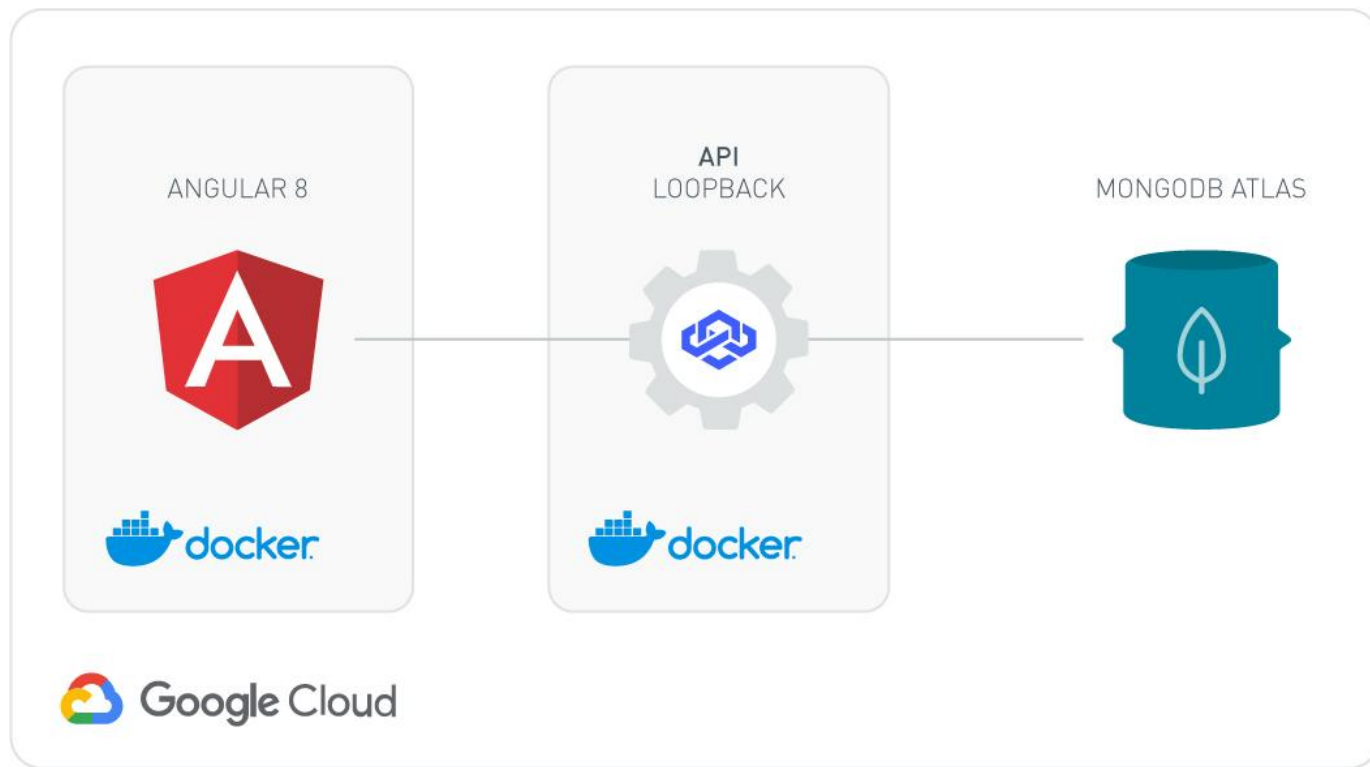 ANGULAR 8
API
LOOPBACK
MONGODB ATLAS
A
docker.
docker.
Google Cloud